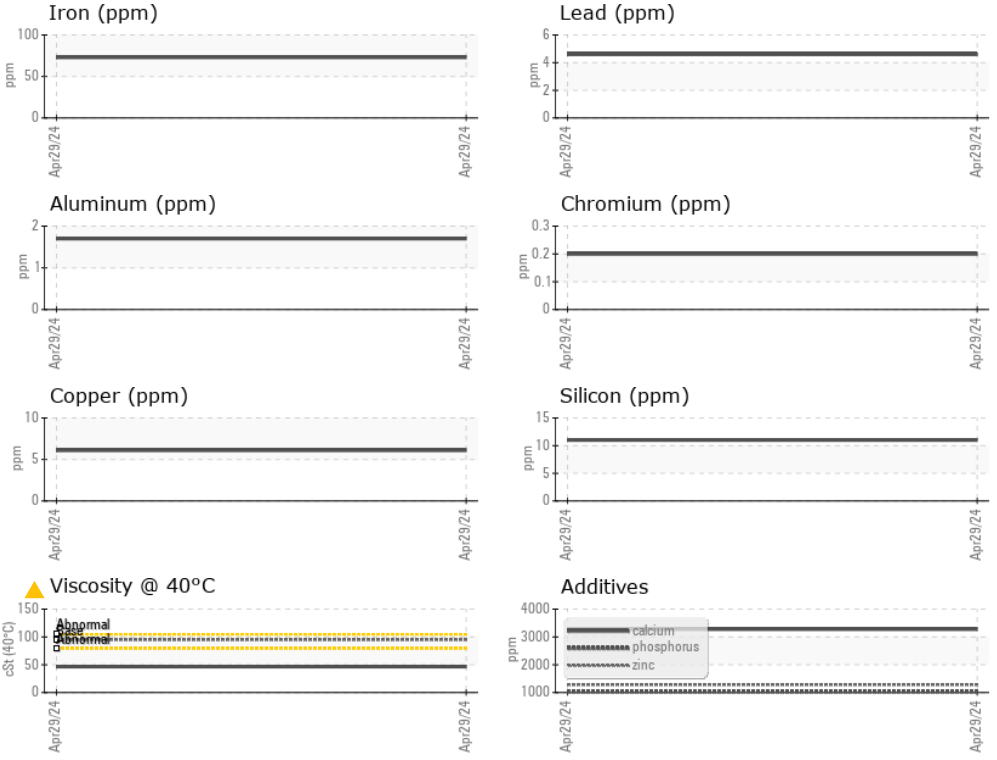 Iron (ppm)
100
50
0
ppm
Apr29/24
Apr29/24
Lead (ppm)
6
4
2
0
ppm
Apr29/24
Apr29/24
Aluminum (ppm)
2
1
0
ppm
Apr29/24
Apr29/24
Chromium (ppm)
0.3
0.2
0.1
0
ppm
Apr29/24
Apr29/24
Copper (ppm)
10
5
0
ppm
Apr29/24
Apr29/24
Silicon (ppm)
15
10
5
0
ppm
Apr29/24
Apr29/24
Viscosity @ 40°C
150
100
50
0
cSt (40°C)
Abnormal
Base
Abnormal
Apr29/24
Apr29/24
Additives
4000
3000
2000
1000
ppm
calcium
phosphorus
zinc
Apr29/24
Apr29/24